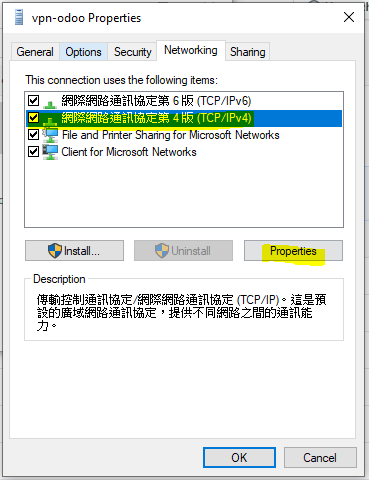 vpn-odoo Properties
General Options Security Networking Sharing
This connection uses the following items:
網際網路通訊協定第 6 版 (TCP/IPv6)
網際網路通訊協定第 4 版 (TCP/IPv4)
File and Printer Sharing for Microsoft Networks
Client for Microsoft Networks
Install... Uninstall Properties
Description
傳輸控制通訊協定/網際網路通訊協定 (TCP/IP)。這是預
設的廣域網路通訊協定，提供不同網路之間的通訊能
力。
OK Cancel